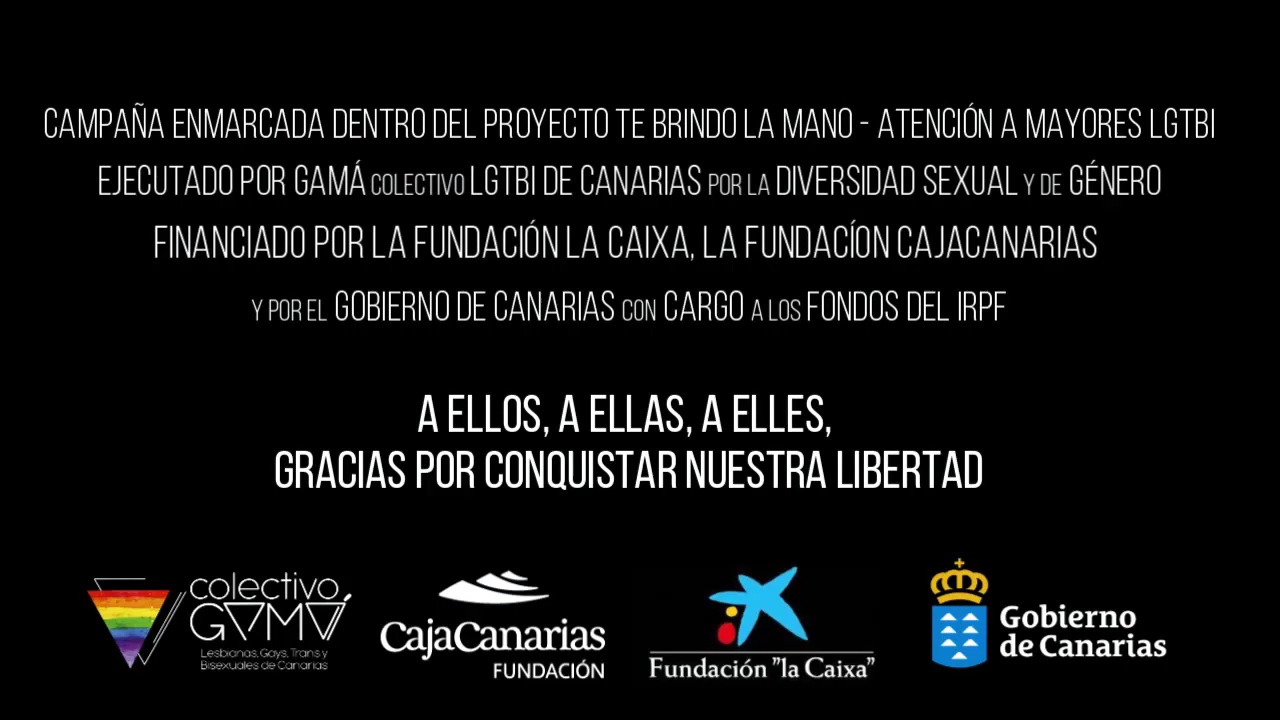 CAMPAÑA ENMARCADA DENTRO DEL PROYECTO TE BRINDO LA MANO - ATENCIÓN A MAYORES LGTBI
EJECUTADO POR GAMÁ COLECTIVO LGTBI DE CANARIAS POR LA DIVERSIDAD SEXUAL Y DE GÉNERO
FINANCIADO POR LA FUNDACIÓN LA CAIXA, LA FUNDACÍON CAJACANARIAS
Y POR EL GOBIERNO DE CANARIAS CON CARGO A LOS FONDOS DEL IRPF
A ELLOS, A ELLAS, A ELLES,
GRACIAS POR CONQUISTAR NUESTRA LIBERTAD
colectivo
GAMÁ
Lesbianas, Gays, Trans y
Bisexuales de Canarias
CajaCanarias
FUNDACIÓN
Fundación "la Caixa"
Gobierno
de Canarias